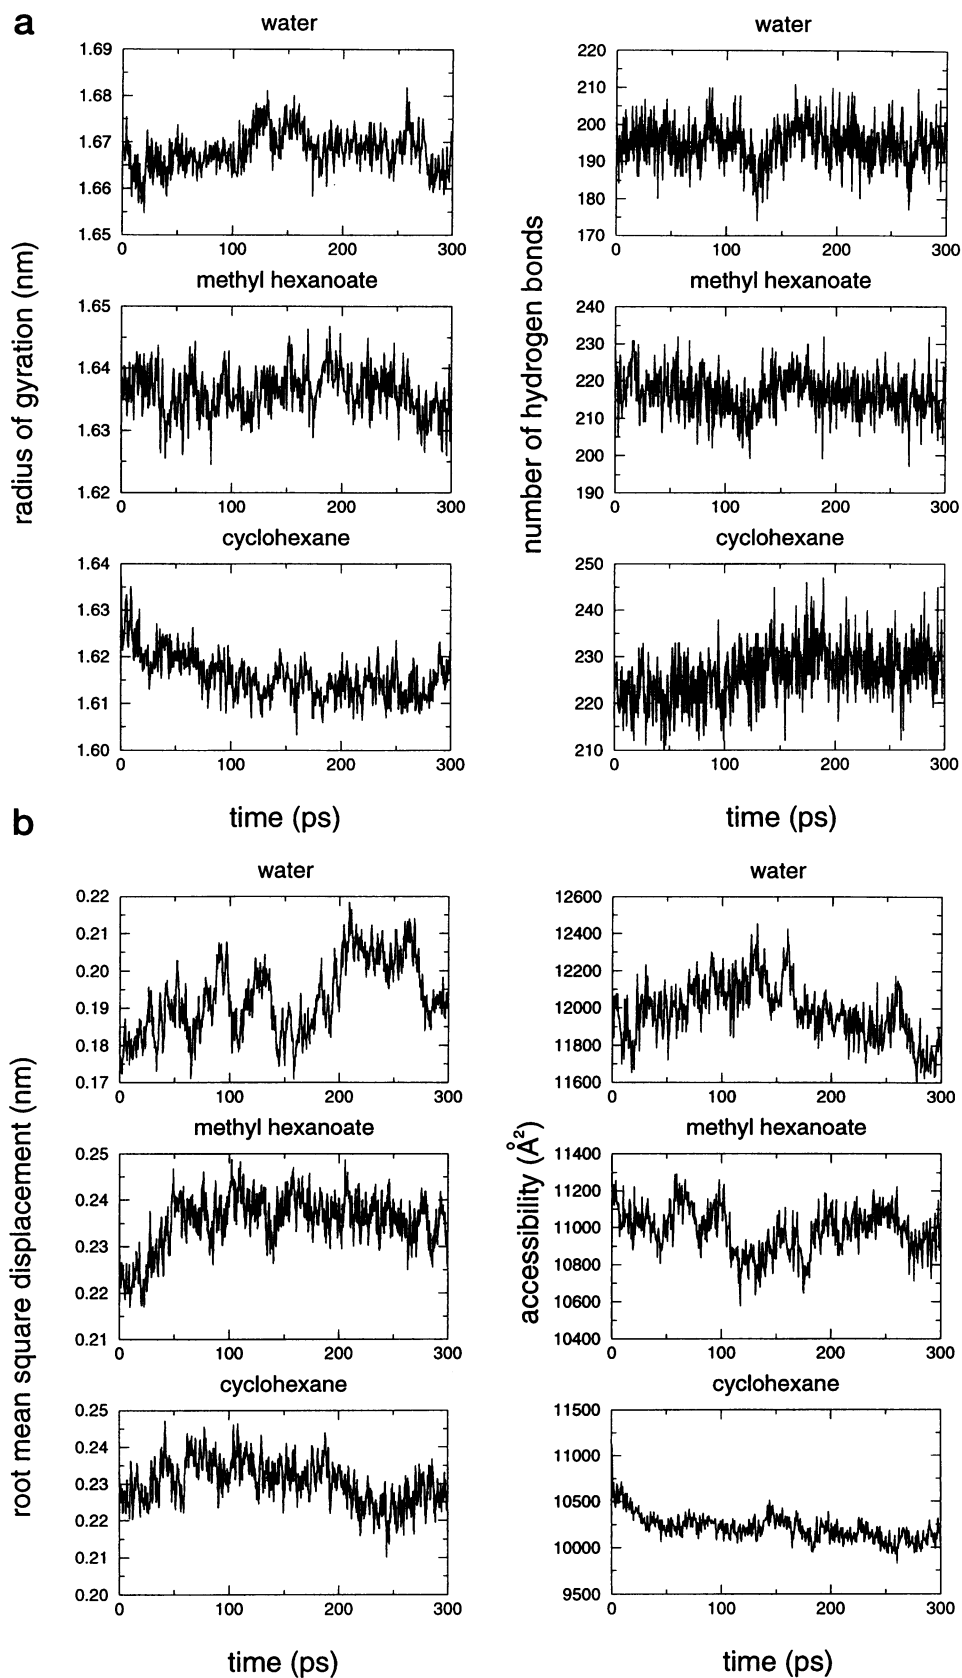 a
water
water
1.69
1.68
1.67
1.66
1.65
0 100 200 300
220
210
200
190
180
170
0 100 200 300
radius of gyration (nm)
number of hydrogen bonds
methyl hexanoate
methyl hexanoate
1.65
1.64
1.63
1.62
0 100 200 300
240
230
220
210
200
190
0 100 200 300
cyclohexane
cyclohexane
1.64
1.63
1.62
1.61
1.60
0 100 200 300
250
240
230
220
210
0 100 200 300
time (ps)
time (ps)
b
water
water
0.22
0.21
0.20
0.19
0.18
0.17
0 100 200 300
12600
12400
12200
12000
11800
11600
0 100 200 300
root mean square displacement (nm)
accessibility (Å²)
methyl hexanoate
methyl hexanoate
0.25
0.24
0.23
0.22
0.21
0 100 200 300
11400
11200
11000
10800
10600
10400
0 100 200 300
cyclohexane
cyclohexane
0.25
0.24
0.23
0.22
0.21
0.20
0 100 200 300
11500
11000
10500
10000
9500
0 100 200 300
time (ps)
time (ps)